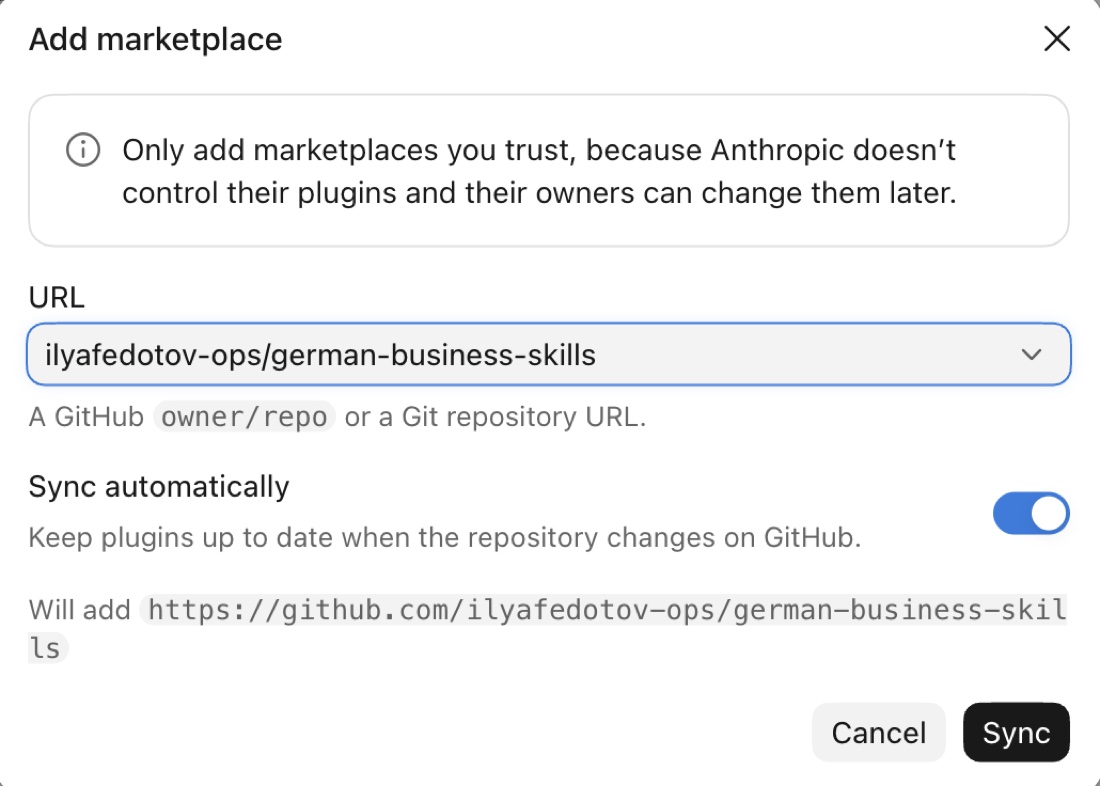 Add marketplace
Only add marketplaces you trust, because Anthropic doesn’t
control their plugins and their owners can change them later.
URL
ilyafedotov-ops/german-business-skills
A GitHub owner/repo or a Git repository URL.
Sync automatically
Keep plugins up to date when the repository changes on GitHub.
Will add https://github.com/ilyafedotov-ops/german-business-skil
ls
Cancel Sync